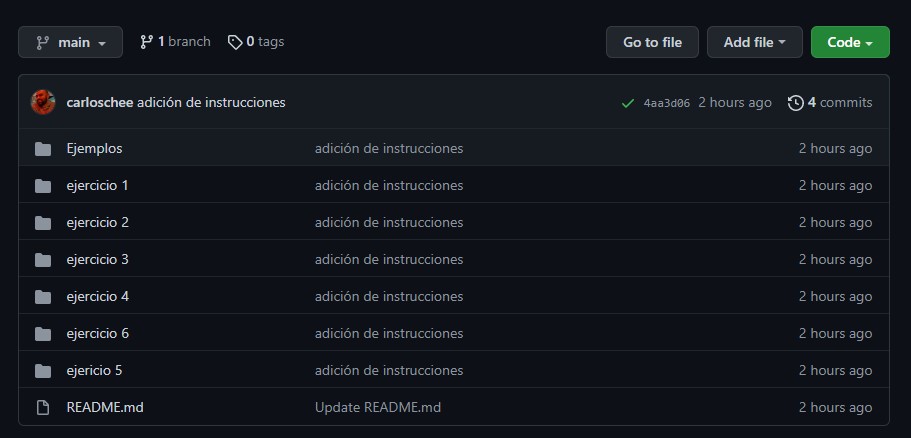 main 1 branch 0 tags Go to file Add file Code
carloschee adición de instrucciones 4aa3d06 2 hours ago 4 commits
Ejemplos adición de instrucciones 2 hours ago
ejercicio 1 adición de instrucciones 2 hours ago
ejercicio 2 adición de instrucciones 2 hours ago
ejercicio 3 adición de instrucciones 2 hours ago
ejercicio 4 adición de instrucciones 2 hours ago
ejercicio 6 adición de instrucciones 2 hours ago
ejericio 5 adición de instrucciones 2 hours ago
README.md Update README.md 2 hours ago